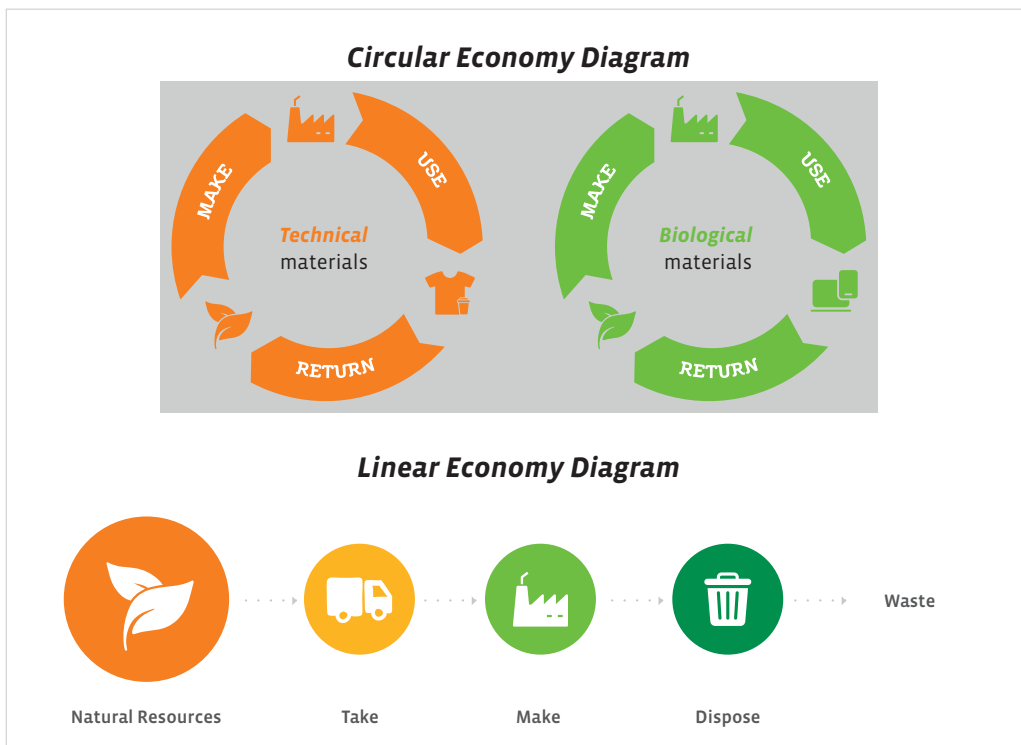 Circular Economy Diagram
MAKE
USE
Technical
materials
RETURN
MAKE
USE
Biological
materials
RETURN
Linear Economy Diagram
Waste
Natural Resources
Take
Make
Dispose